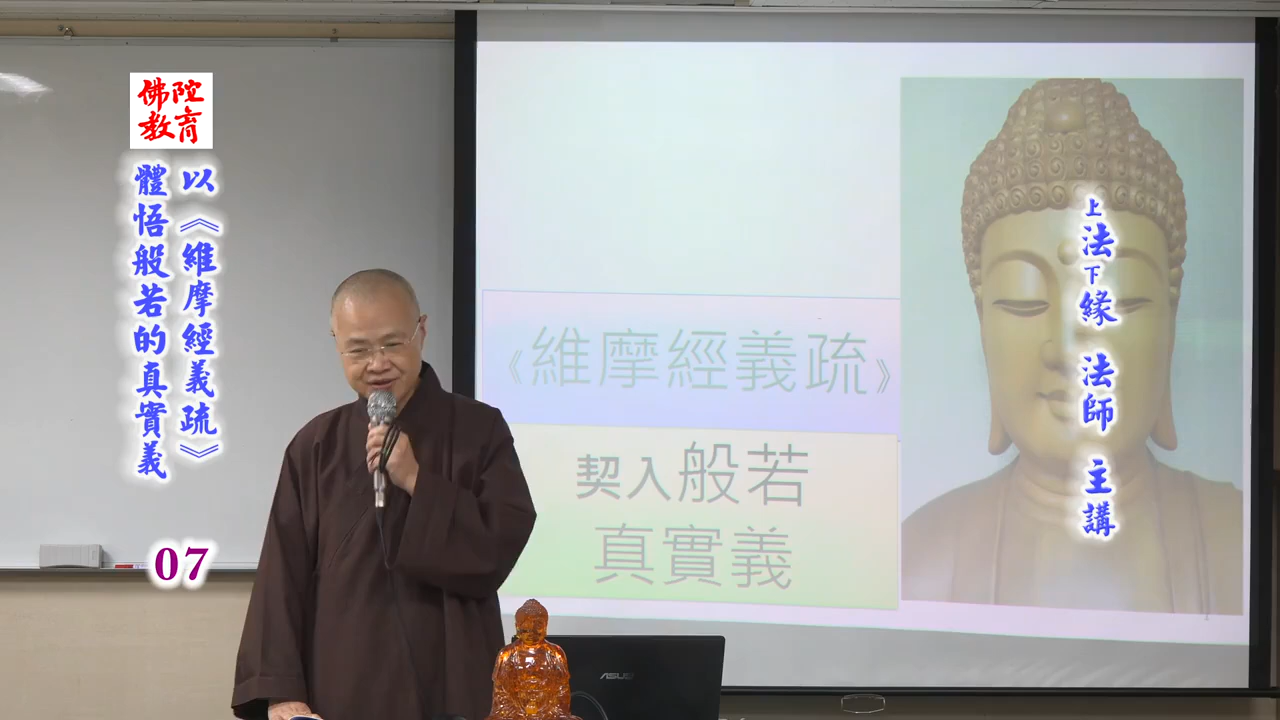 佛陀
教育
以《維摩經義疏》
體悟般若的真實義
07
《維摩經義疏》
契入般若
真實義
上法下緣 法師 主講
ASUS
1